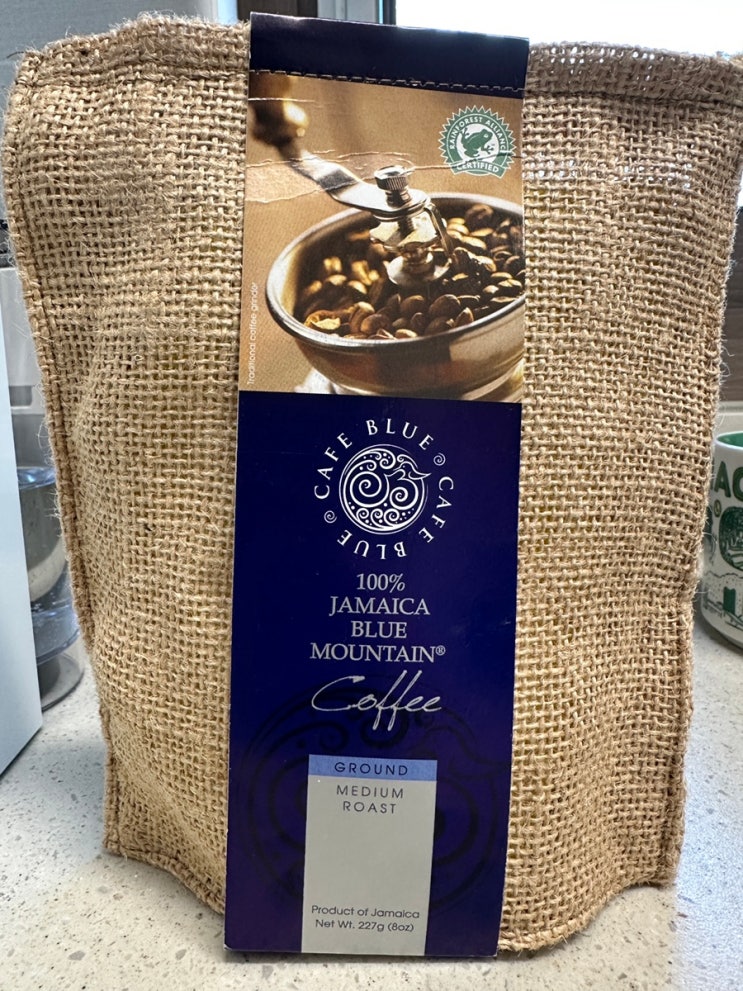 RAINFOREST ALLIANCE
CERTIFIED
Traditional coffee grinder
CAFE BLUE CAFE BLUE
100%
JAMAICA
BLUE
MOUNTAIN®
Coffee
GROUND
MEDIUM
ROAST
Product of Jamaica
Net Wt. 227g (8oz)